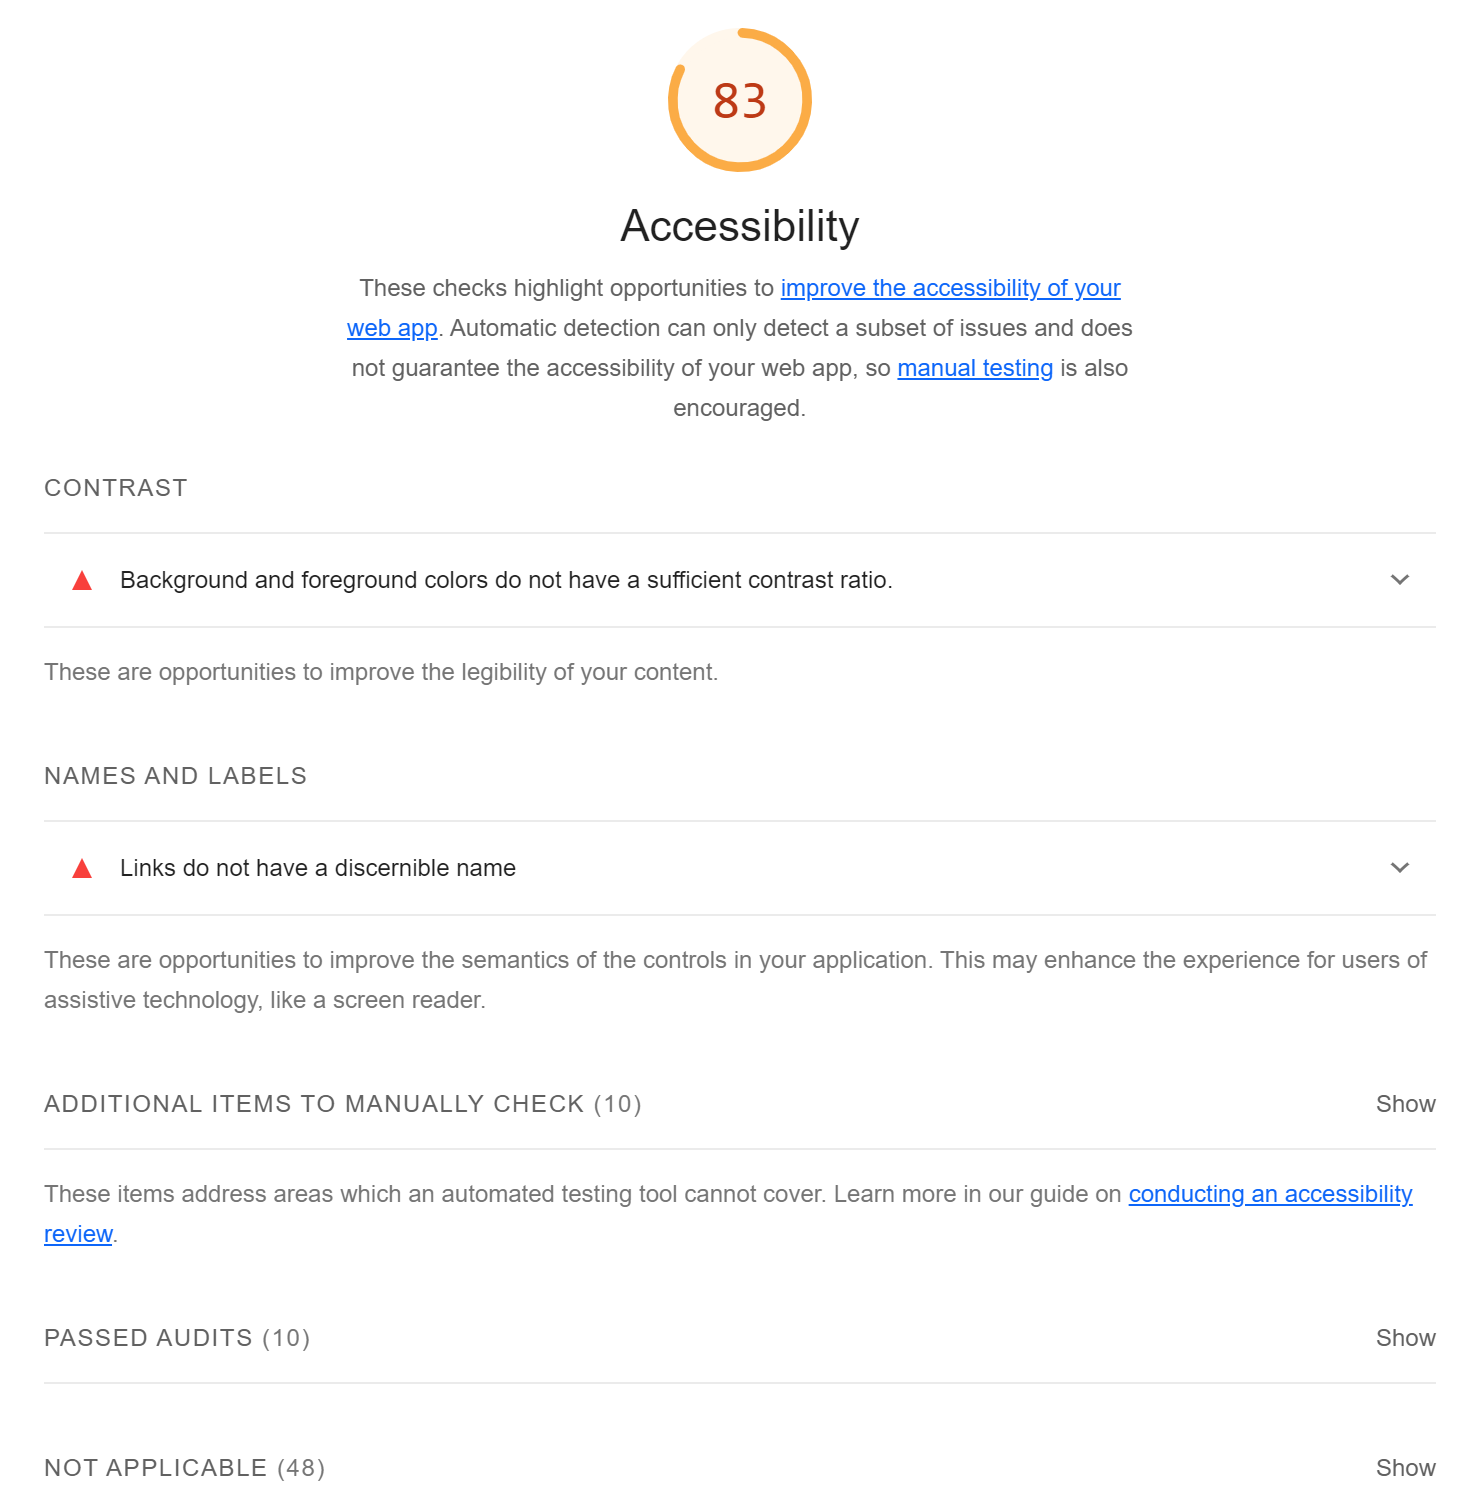 83
Accessibility
These checks highlight opportunities to improve the accessibility of your
web app. Automatic detection can only detect a subset of issues and does
not guarantee the accessibility of your web app, so manual testing is also
encouraged.
CONTRAST
Background and foreground colors do not have a sufficient contrast ratio.
These are opportunities to improve the legibility of your content.
NAMES AND LABELS
Links do not have a discernible name
These are opportunities to improve the semantics of the controls in your application. This may enhance the experience for users of
assistive technology, like a screen reader.
ADDITIONAL ITEMS TO MANUALLY CHECK (10) Show
These items address areas which an automated testing tool cannot cover. Learn more in our guide on conducting an accessibility
review.
PASSED AUDITS (10) Show
NOT APPLICABLE (48) Show